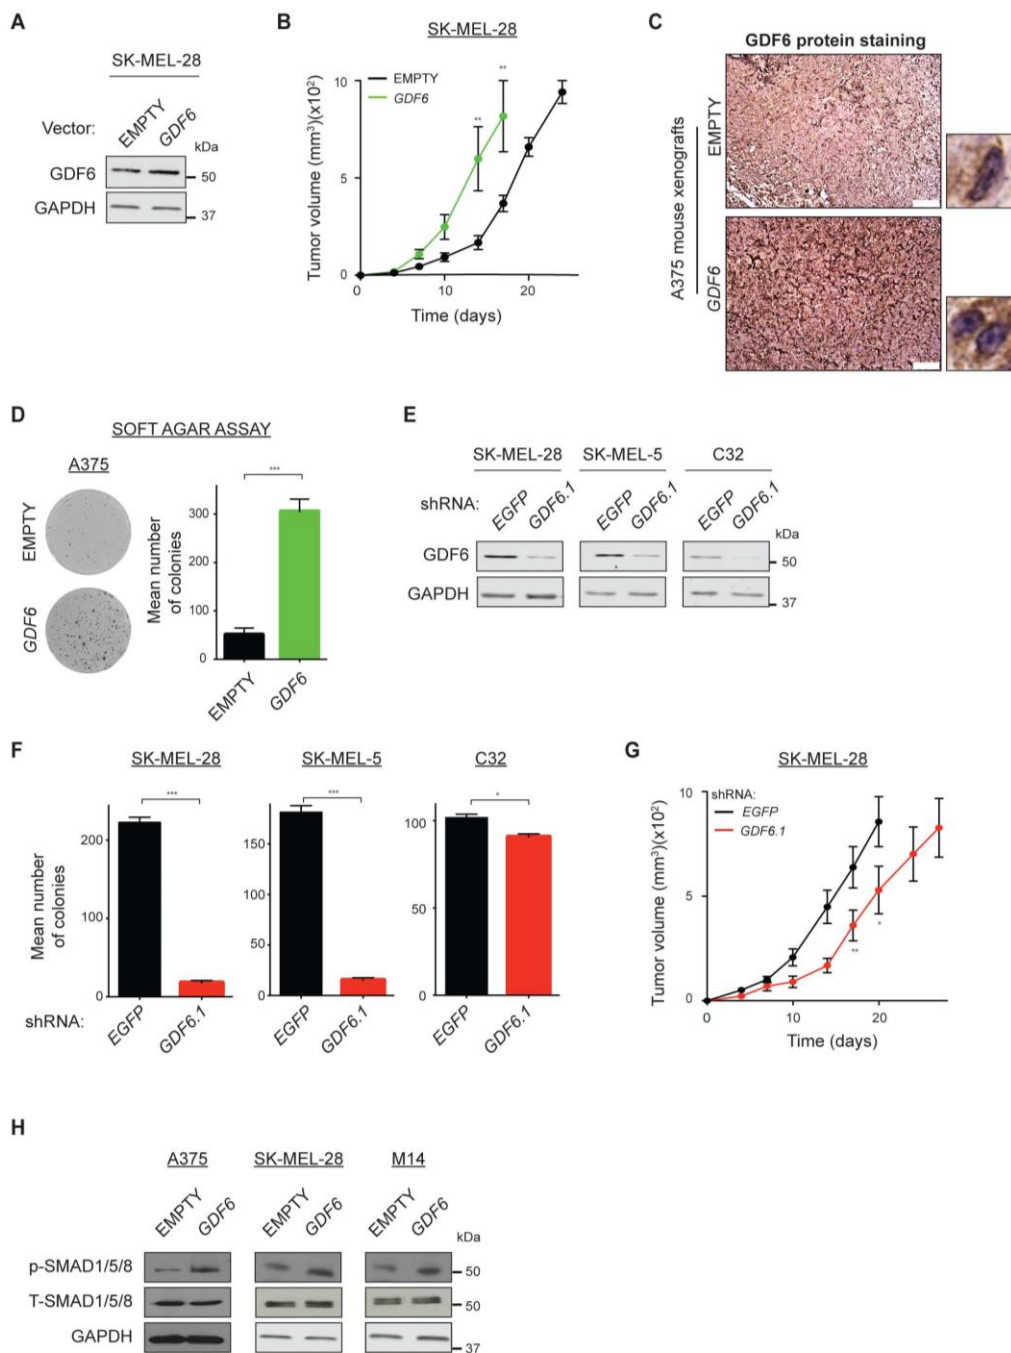 A
SK-MEL-28
Vector:
EMPTY
GDF6
kDa
GDF6
50
GAPDH
37
B
SK-MEL-28
EMPTY
GDF6
**
**
Tumor volume (mm³)(x10²)
10
5
0
0
10
20
Time (days)
C
GDF6 protein staining
A375 mouse xenografts
EMPTY
GDF6
D
SOFT AGAR ASSAY
A375
EMPTY
GDF6
***
Mean number
of colonies
300
200
100
0
EMPTY
GDF6
E
SK-MEL-28
SK-MEL-5
C32
shRNA:
EGFP
GDF6.1
EGFP
GDF6.1
EGFP
GDF6.1
kDa
GDF6
50
GAPDH
37
F
SK-MEL-28
SK-MEL-5
C32
***
***
*
Mean number
of colonies
200
100
0
150
100
50
0
100
50
0
shRNA:
EGFP
GDF6.1
EGFP
GDF6.1
EGFP
GDF6.1
G
SK-MEL-28
shRNA:
EGFP
GDF6.1
Tumor volume (mm³)(x10²)
10
5
0
**
*
0
10
20
Time (days)
H
A375
SK-MEL-28
M14
EMPTY
GDF6
EMPTY
GDF6
EMPTY
GDF6
kDa
p-SMAD1/5/8
50
T-SMAD1/5/8
50
GAPDH
37